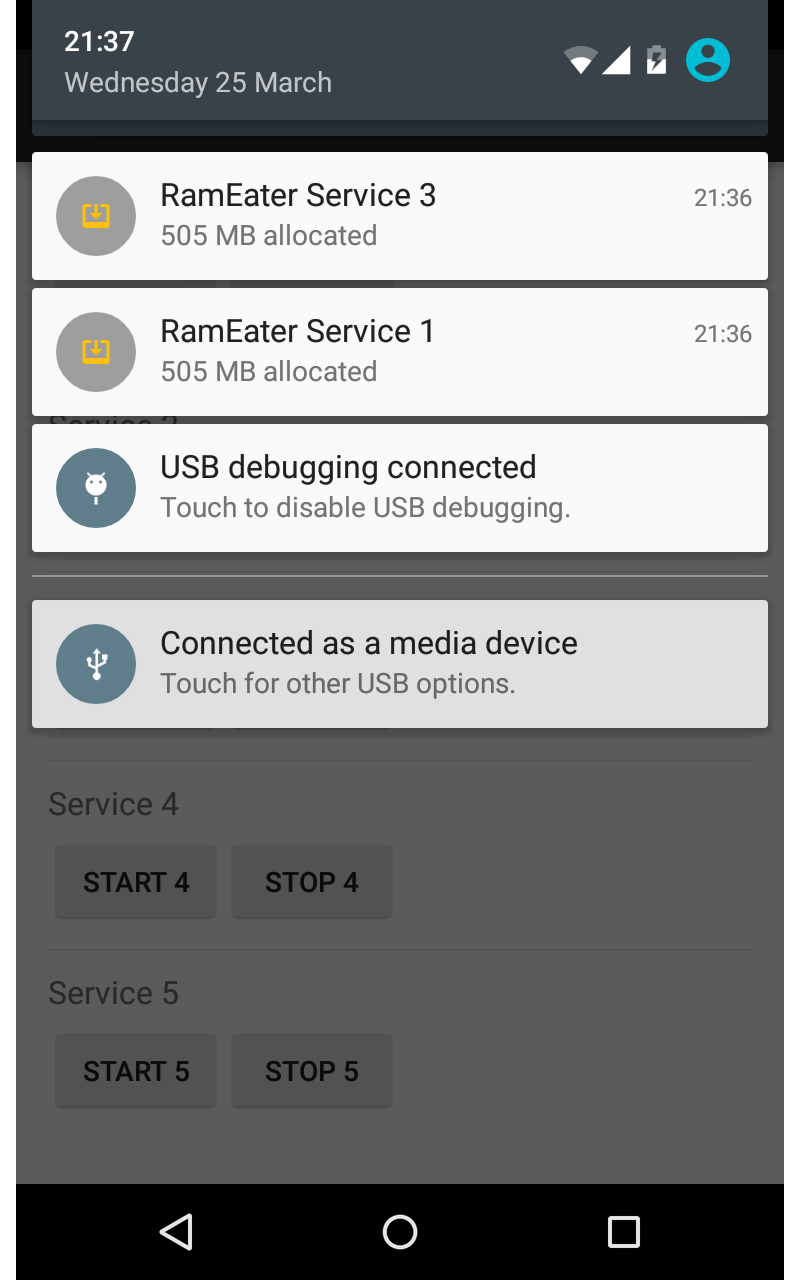 21:37
Wednesday 25 March
RamEater Service 3
21:36
505 MB allocated
RamEater Service 1
21:36
505 MB allocated
Service 2
USB debugging connected
Touch to disable USB debugging.
Connected as a media device
Touch for other USB options.
Service 4
START 4
STOP 4
Service 5
START 5
STOP 5